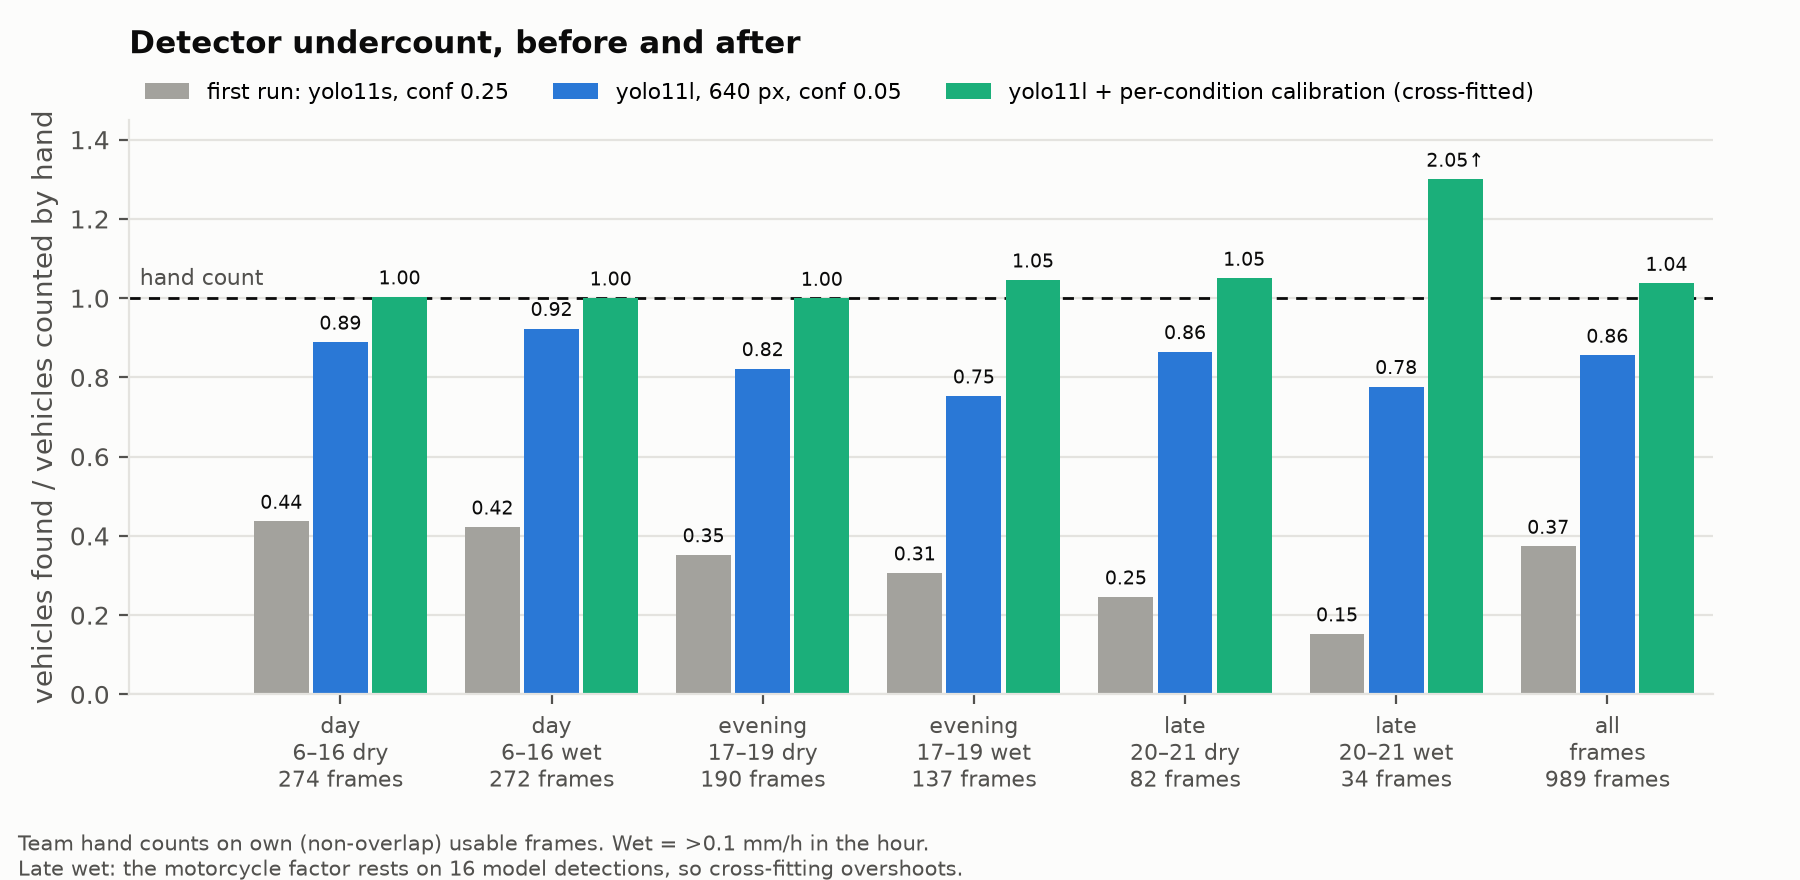 Detector undercount, before and after
first run: yolo11s, conf 0.25
yolo11l, 640 px, conf 0.05
yolo11l + per-condition calibration (cross-fitted)
vehicles found / vehicles counted by hand
1.4
1.2
1.0
0.8
0.6
0.4
0.2
0.0
hand count
0.44
0.89
1.00
0.42
0.92
1.00
0.35
0.82
1.00
0.31
0.75
1.05
0.25
0.86
1.05
0.15
0.78
2.05↑
0.37
0.86
1.04
day
6–16 dry
274 frames
day
6–16 wet
272 frames
evening
17–19 dry
190 frames
evening
17–19 wet
137 frames
late
20–21 dry
82 frames
late
20–21 wet
34 frames
all
frames
989 frames
Team hand counts on own (non-overlap) usable frames. Wet = >0.1 mm/h in the hour.
Late wet: the motorcycle factor rests on 16 model detections, so cross-fitting overshoots.